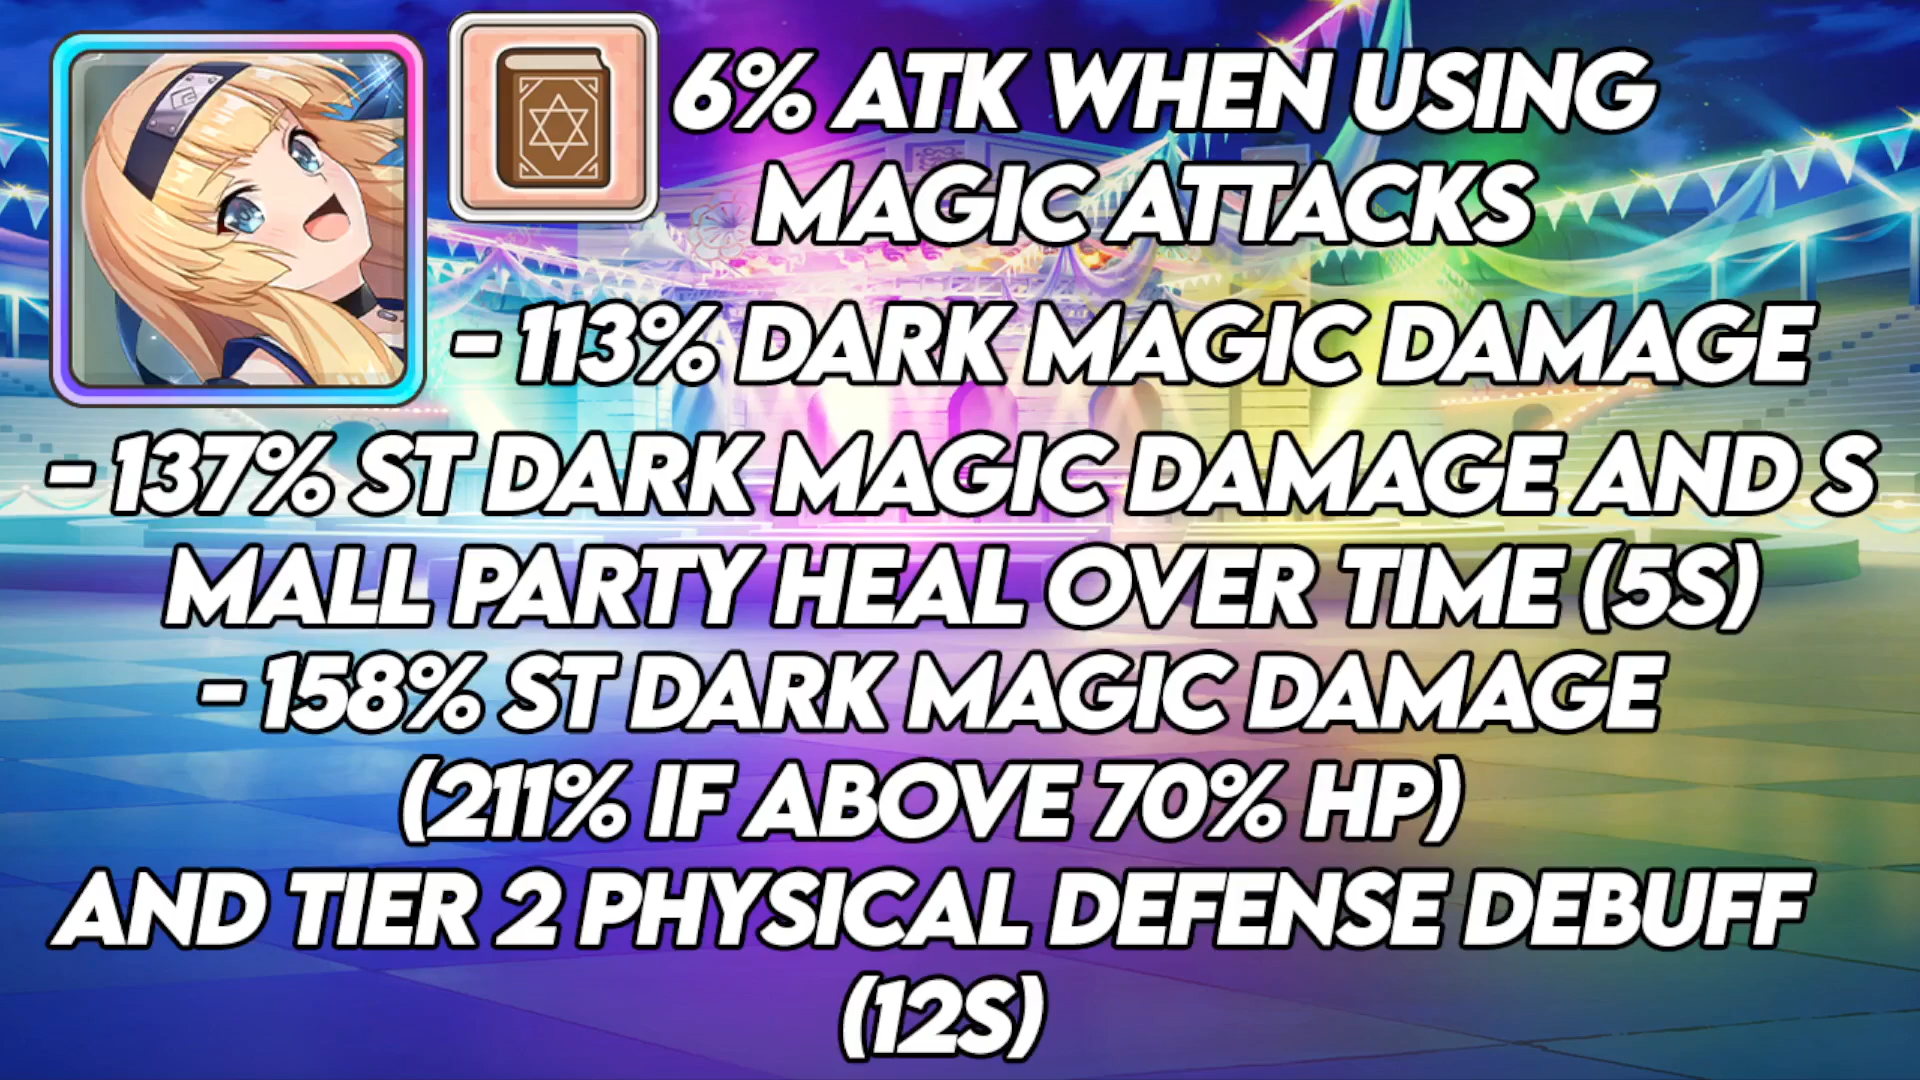 6% ATK WHEN USING
MAGIC ATTACKS
- 113% DARK MAGIC DAMAGE
- 137% ST DARK MAGIC DAMAGE AND S
MALL PARTY HEAL OVER TIME (5S)
- 158% ST DARK MAGIC DAMAGE
(211% IF ABOVE 70% HP)
AND TIER 2 PHYSICAL DEFENSE DEBUFF
(12S)